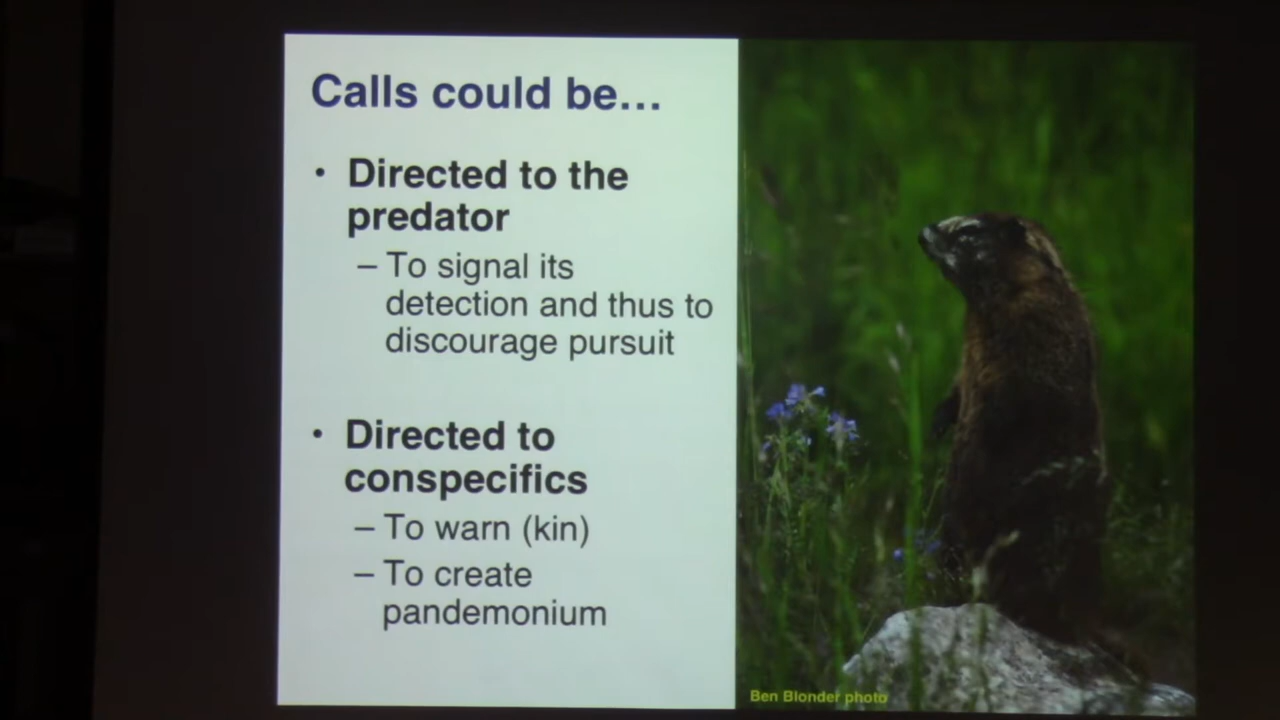 Calls could be...
• Directed to the
predator
– To signal its
detection and thus to
discourage pursuit
• Directed to
conspecifics
– To warn (kin)
– To create
pandemonium
Ben Blonder photo